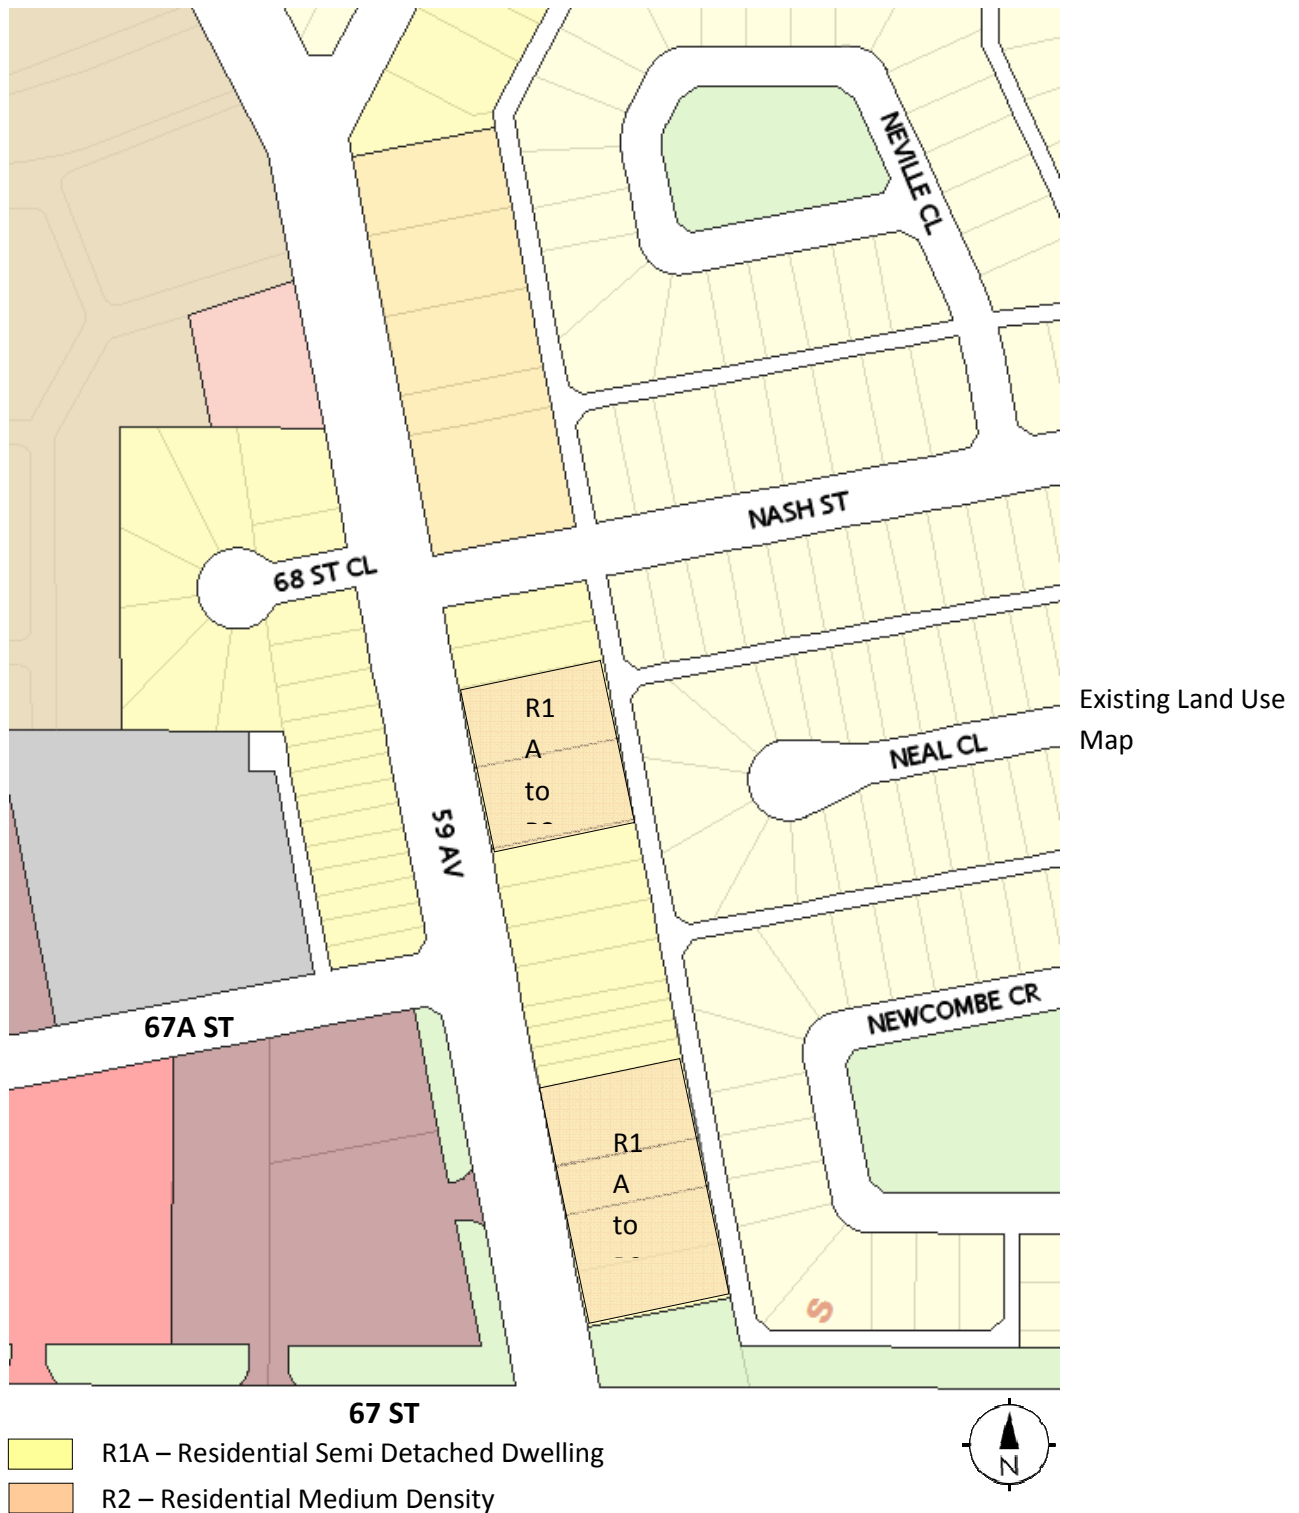 NEVILLE CL
NASH ST
68 ST CL
R1
A
to
Existing Land Use
Map
NEAL CL
59 AV
NEWCOMBE CR
67A ST
R1
A
to
S
67 ST
N
R1A – Residential Semi Detached Dwelling
R2 – Residential Medium Density